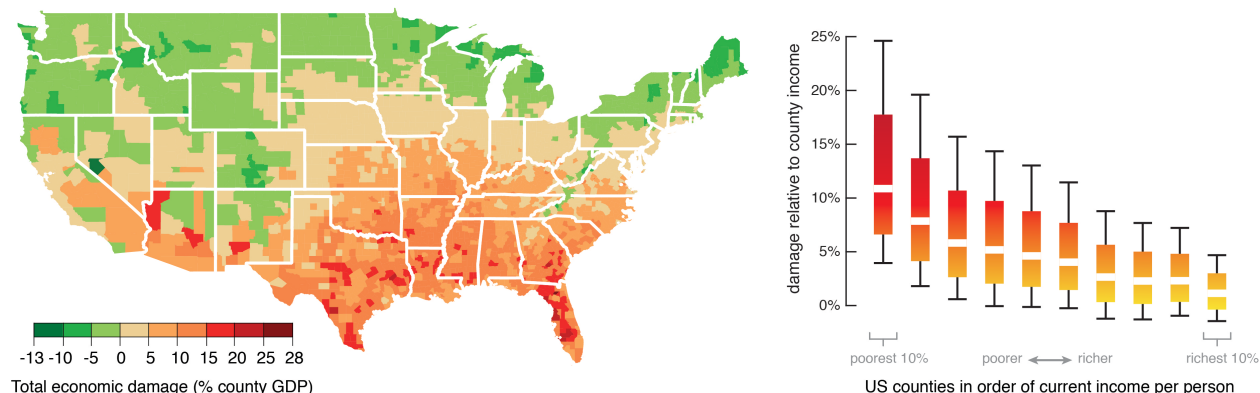 -13 -10 -5 0 5 10 15 20 25 28
Total economic damage (% county GDP)
damage relative to county income
25%
20%
15%
10%
5%
0%
poorest 10%
poorer
richer
richest 10%
US counties in order of current income per person